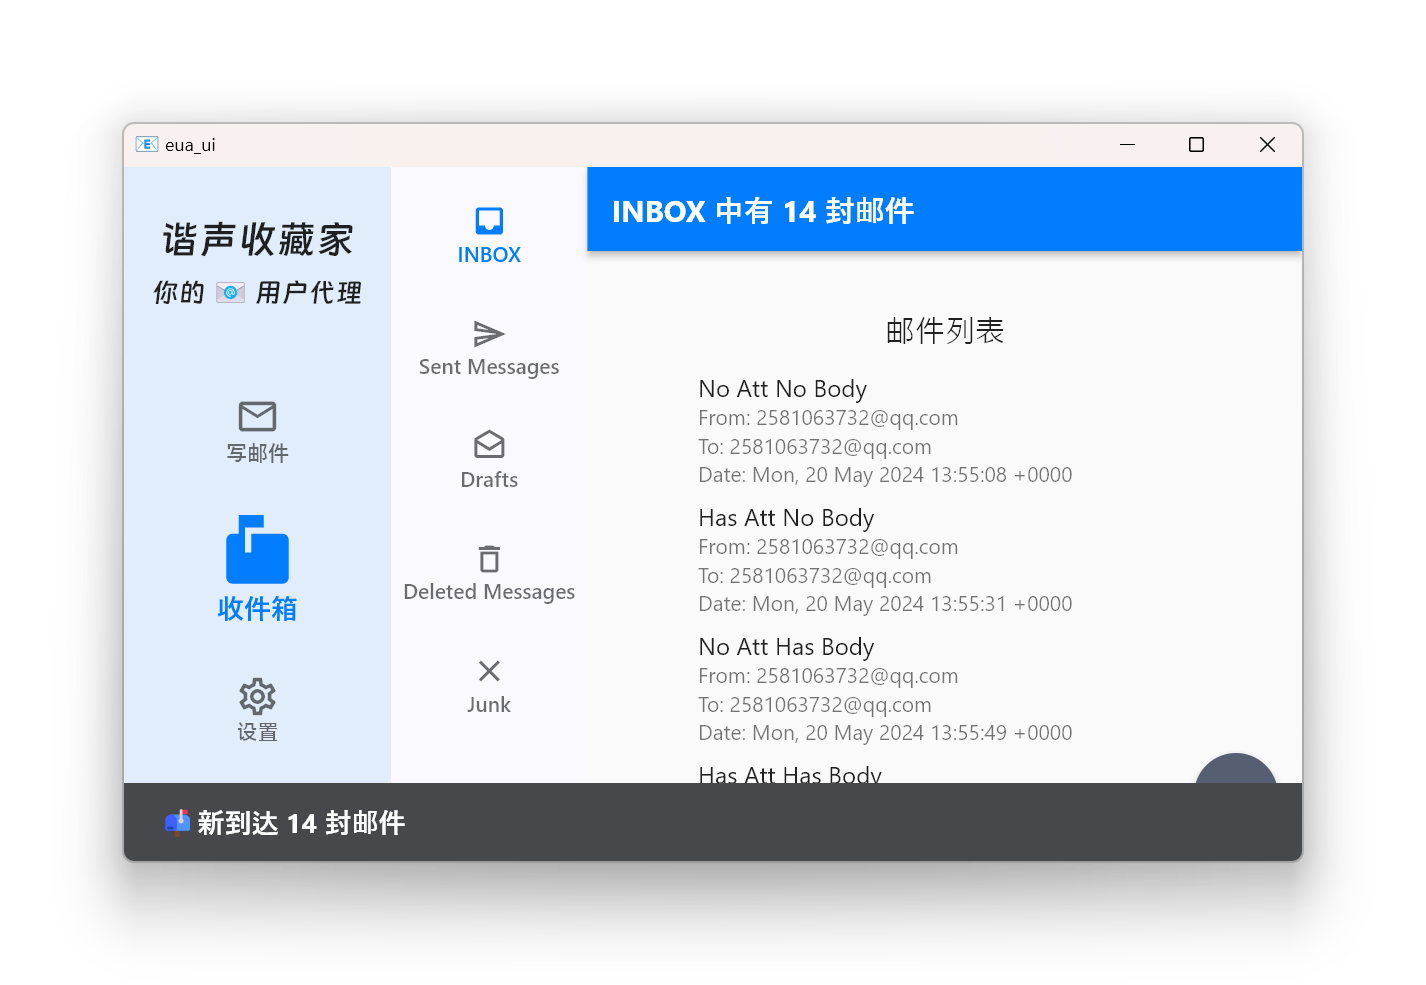 eua_ui
谐声收藏家
你的 📧 用户代理
写邮件
收件箱
设置
INBOX
Sent Messages
Drafts
Deleted Messages
Junk
INBOX 中有 14 封邮件
邮件列表
No Att No Body
From: 2581063732@qq.com
To: 2581063732@qq.com
Date: Mon, 20 May 2024 13:55:08 +0000
Has Att No Body
From: 2581063732@qq.com
To: 2581063732@qq.com
Date: Mon, 20 May 2024 13:55:31 +0000
No Att Has Body
From: 2581063732@qq.com
To: 2581063732@qq.com
Date: Mon, 20 May 2024 13:55:49 +0000
Has Att Has Body
📬 新到达 14 封邮件